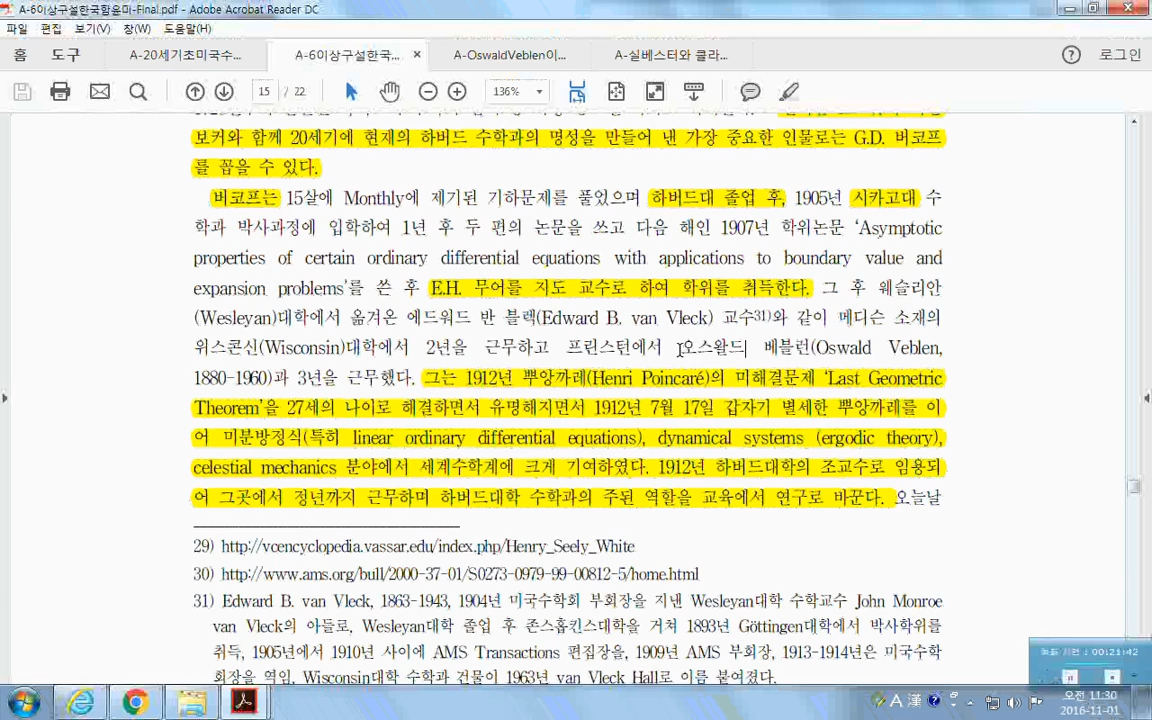 A-6이상구설한국함윤마-Final.pdf - Adobe Acrobat Reader DC
파일 편집 보기(V) 창(W) 도움말(H)
홈 도구 A-20세기초미국수... A-6이상구설한국... × A-OswaldVeblen이... A-실베스터와 클라... 로그인
15 / 22 136%
보커와 함께 20세기에 현재의 하버드 수학과의 명성을 만들어 낸 가장 중요한 인물로는 G.D. 버코프
를 꼽을 수 있다.
버코프는 15살에 Monthly에 제기된 기하문제를 풀었으며 하버드대 졸업 후, 1905년 시카고대 수
학과 박사과정에 입학하여 1년 후 두 편의 논문을 쓰고 다음 해인 1907년 학위논문 ‘Asymptotic
properties of certain ordinary differential equations with applications to boundary value and
expansion problems’를 쓴 후 E.H. 무어를 지도 교수로 하여 학위를 취득한다. 그 후 웨슬리안
(Wesleyan)대학에서 옮겨온 에드워드 반 블렉(Edward B. van Vleck) 교수31)와 같이 메디슨 소재의
위스콘신(Wisconsin)대학에서 2년을 근무하고 프린스턴에서 오스왈드 베블런(Oswald Veblen,
1880-1960)과 3년을 근무했다. 그는 1912년 뿌앙까레(Henri Poincaré)의 미해결문제 ‘Last Geometric
Theorem’을 27세의 나이로 해결하면서 유명해지면서 1912년 7월 17일 갑자기 별세한 뿌앙까레를 이
어 미분방정식(특히 linear ordinary differential equations), dynamical systems (ergodic theory),
celestial mechanics 분야에서 세계수학계에 크게 기여하였다. 1912년 하버드대학의 조교수로 임용되
어 그곳에서 정년까지 근무하며 하버드대학 수학과의 주된 역할을 교육에서 연구로 바꾼다. 오늘날
29) http://vcencyclopedia.vassar.edu/index.php/Henry_Seely_White
30) http://www.ams.org/bull/2000-37-01/S0273-0979-99-00812-5/home.html
31) Edward B. van Vleck, 1863-1943, 1904년 미국수학회 부회장을 지낸 Wesleyan대학 수학교수 John Monroe
van Vleck의 아들로, Wesleyan대학 졸업 후 존스홉킨스대학을 거쳐 1893년 Göttingen대학에서 박사학위를
취득, 1905년에서 1910년 사이에 AMS Transactions 편집장을, 1909년 AMS 부회장, 1913-1914년은 미국수학
회장을 역임, Wisconsin대학 수학과 건물이 1963년 van Vleck Hall로 이름 붙여졌다.
00:21:42
A 漢
오전 11:30
2016-11-01